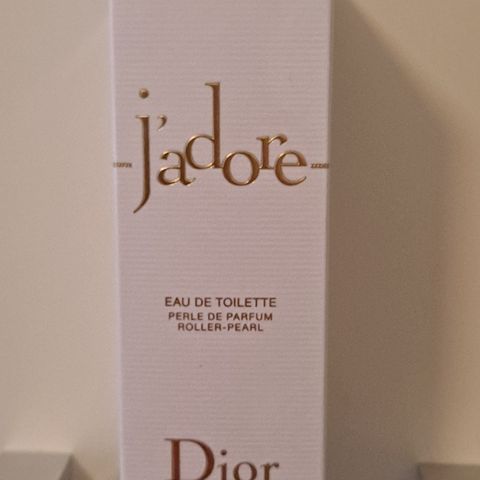 j'adore
EAU DE TOILETTE
PERLE DE PARFUM
ROLLER-PEARL
Dior